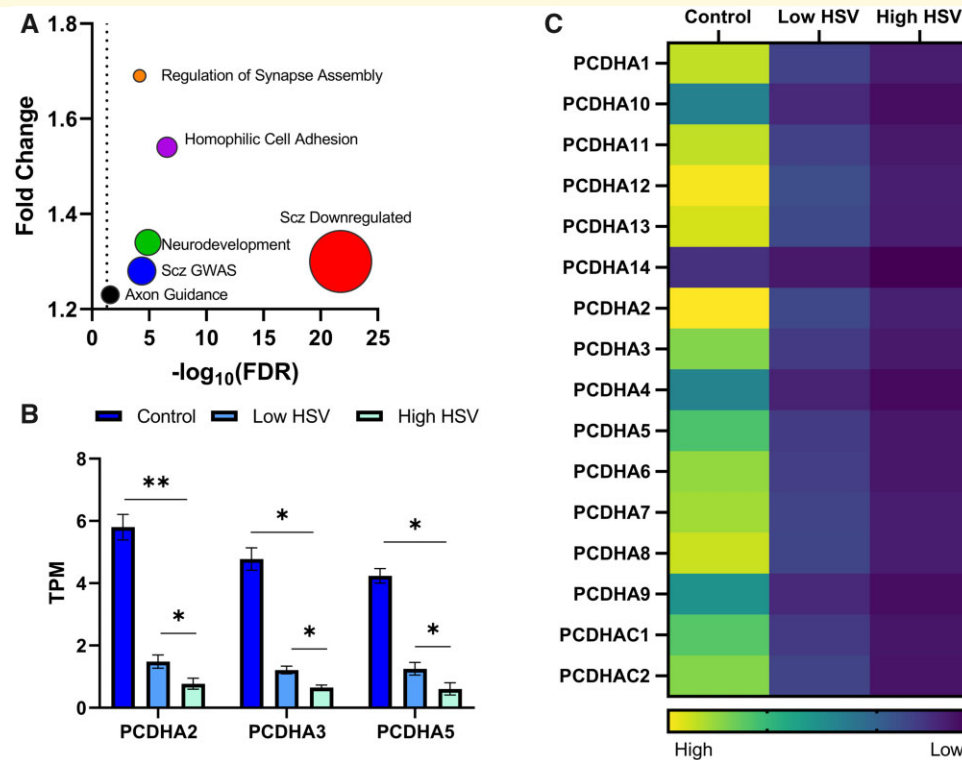 A
Fold Change
1.8
1.6
1.4
1.2
Regulation of Synapse Assembly
Homophilic Cell Adhesion
Scz Downregulated
Neurodevelopment
Scz GWAS
Axon Guidance
0 5 10 15 20 25
-log10(FDR)
B
Control Low HSV High HSV
TPM
8
6
4
2
0
** * *
* * *
PCDHA2 PCDHA3 PCDHA5
C
Control Low HSV High HSV
PCDHA1
PCDHA10
PCDHA11
PCDHA12
PCDHA13
PCDHA14
PCDHA2
PCDHA3
PCDHA4
PCDHA5
PCDHA6
PCDHA7
PCDHA8
PCDHA9
PCDHAC1
PCDHAC2
High Low